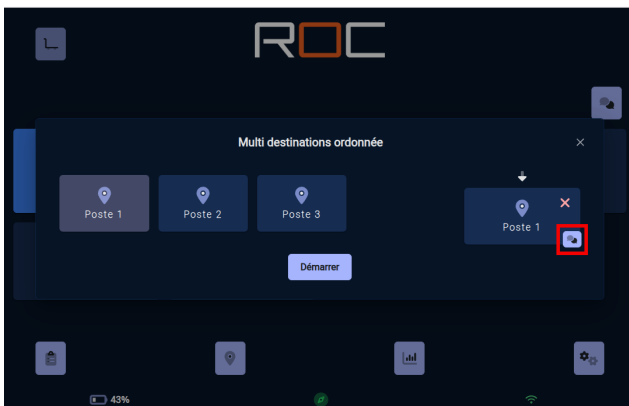 ROC
Multi destinations ordonnée
Poste 1
Poste 2
Poste 3
Poste 1
Démarrer
43%